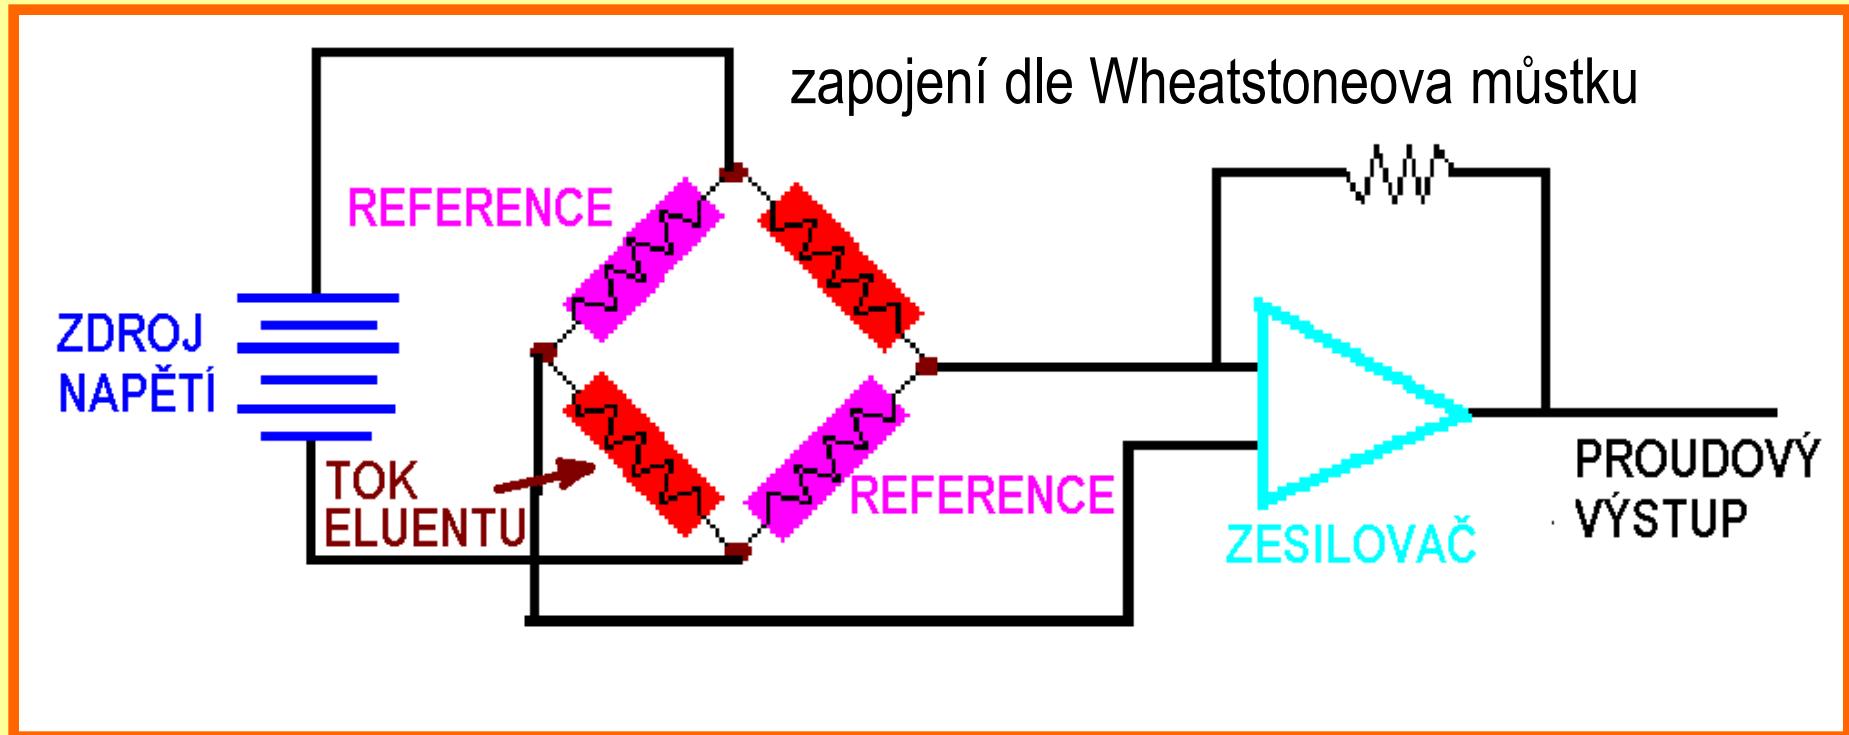 zapojení dle Wheatstoneova můstku
REFERENCE
ZDROJ
NAPĚTÍ
TOK
ELUENTU
REFERENCE
ZESILOVAČ
PROUDOVÝ
VÝSTUP